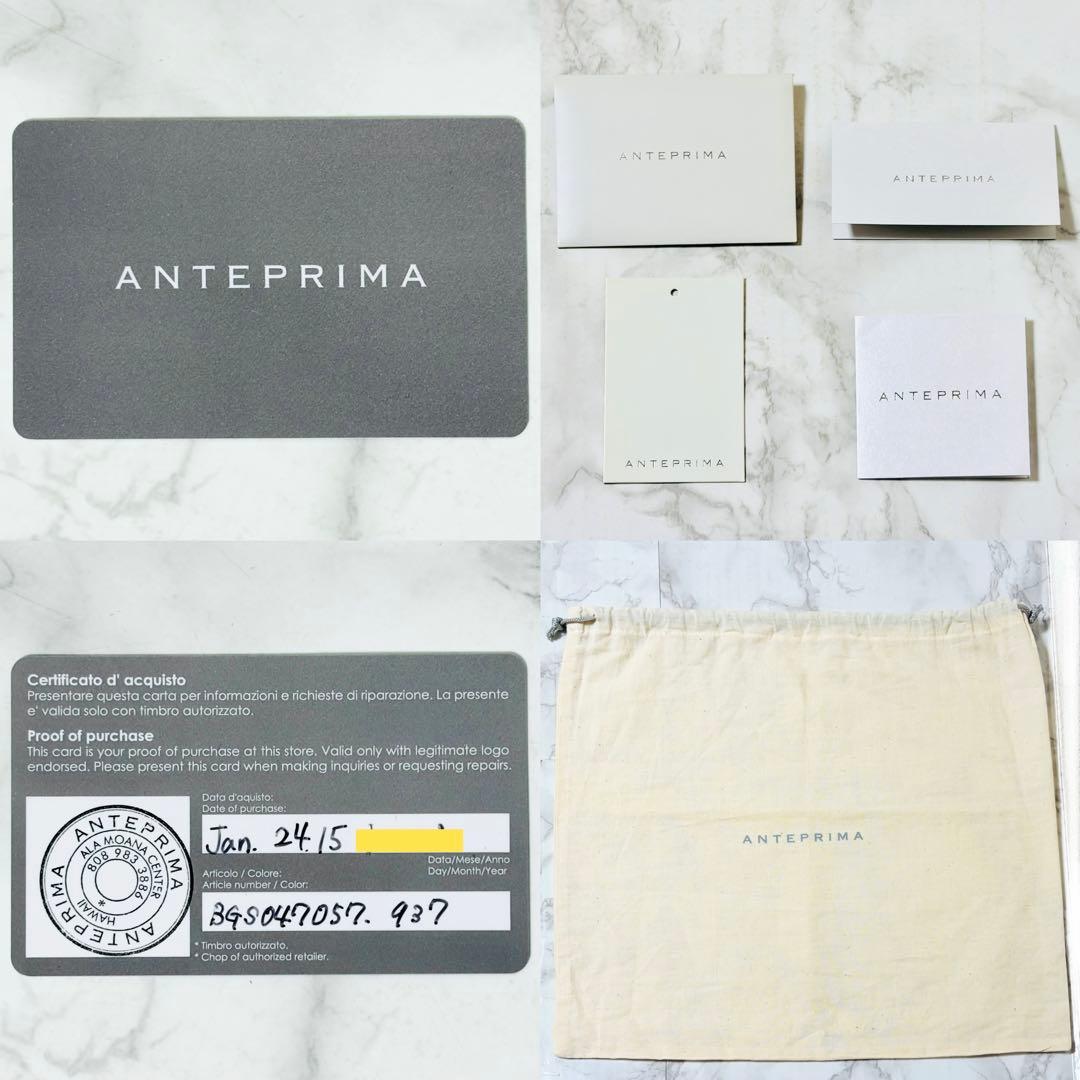 ANTEPRIMA
ANTEPRIMA
ANTEPRIMA
ANTEPRIMA
ANTEPRIMA
Certificato d' acquisto
Presentare questa carta per informazioni e richieste di riparazione. La presente
e' valida solo con timbro autorizzato.
Proof of purchase
This card is your proof of purchase at this store. Valid only with legitimate logo
endorsed. Please present this card when making inquiries or requesting repairs.
ANTEPRIMA
ALA MOANA CENTER
808 983 3886
* HAWAII
ANTEPRIMA
ANTEPRIMA
Data d'aquisto:
Date of purchase:
Jan. 24. 15
Data/Mese/Anno
Day/Month/Year
Articolo / Colore:
Article number / Color:
BGS047057. 937
* Timbro autorizzato.
* Chop of authorized retailer.
ANTEPRIMA